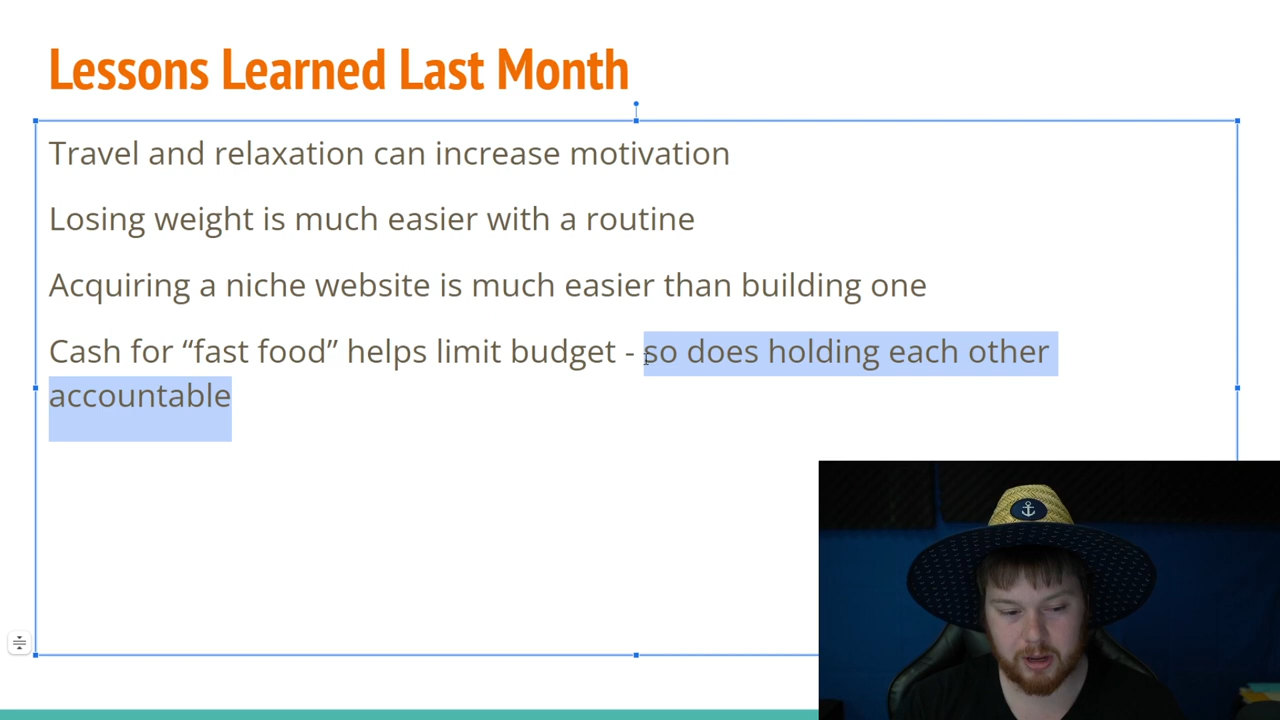 Lessons Learned Last Month
Travel and relaxation can increase motivation
Losing weight is much easier with a routine
Acquiring a niche website is much easier than building one
Cash for “fast food” helps limit budget - so does holding each other
accountable